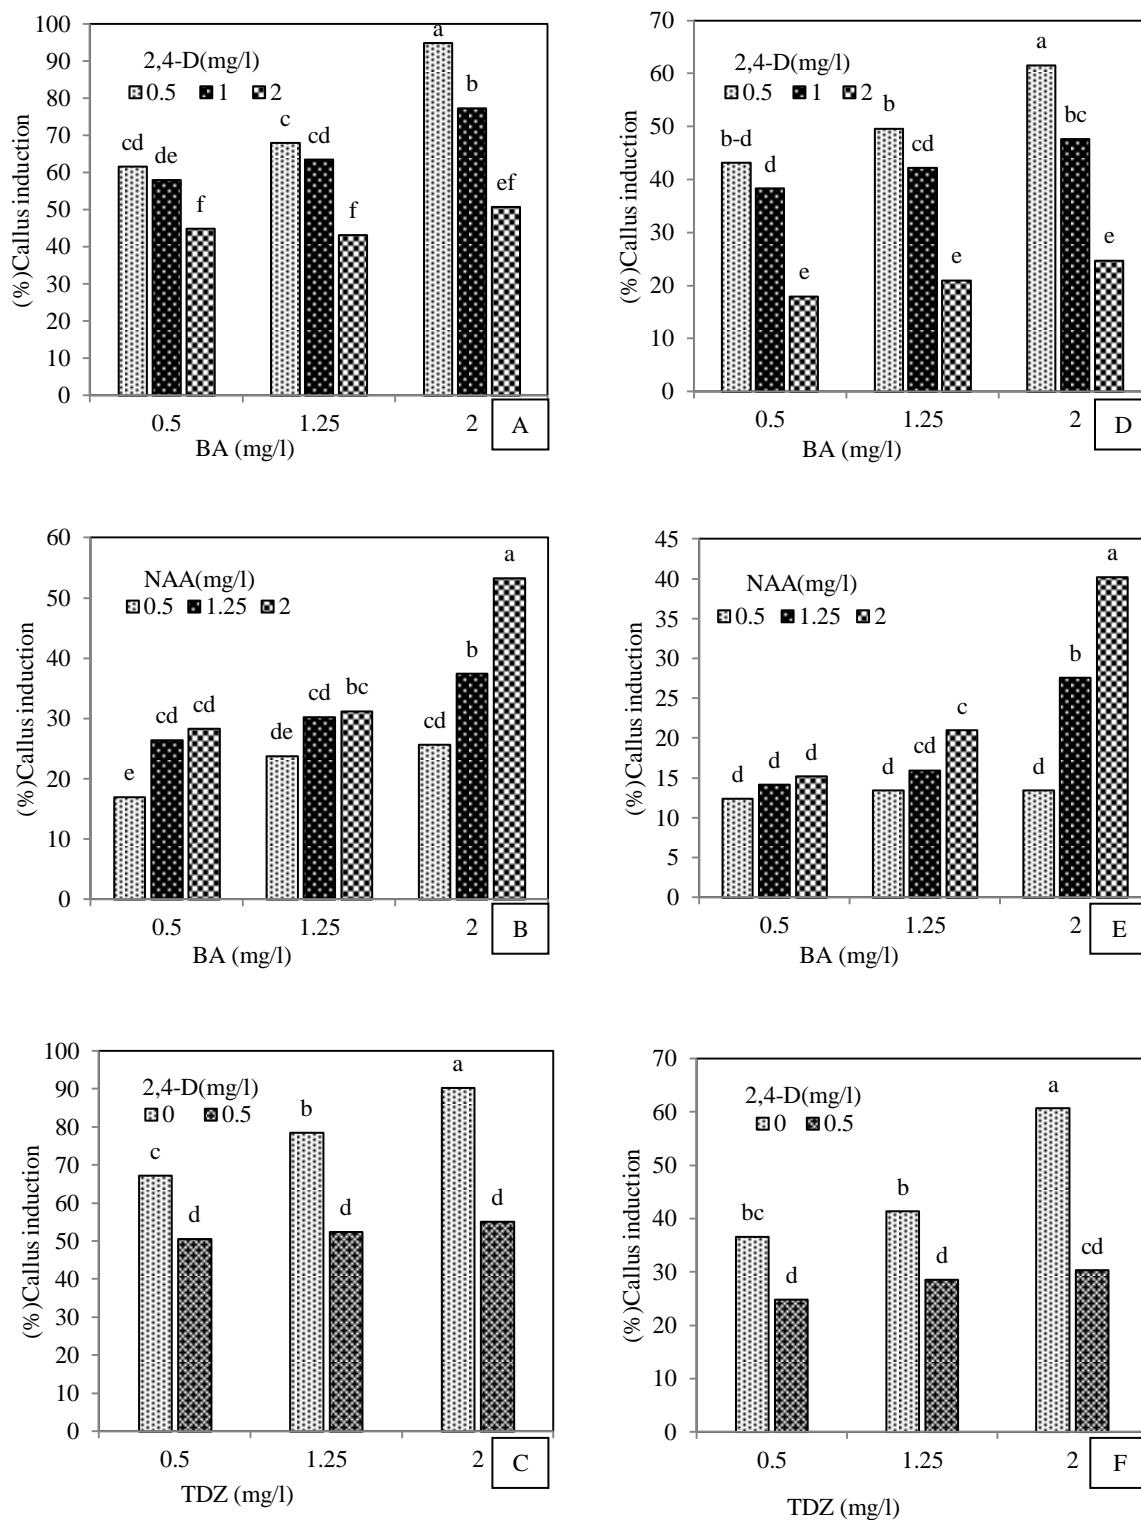 100
90
80
70
60
50
40
30
20
10
0
(%)Callus induction
2,4-D(mg/l)
0.5 1 2
cd de f c cd f a b ef
0.5 1.25 2
BA (mg/l)
A
70
60
50
40
30
20
10
0
(%)Callus induction
2,4-D(mg/l)
0.5 1 2
b-d d e b cd e a bc e
0.5 1.25 2
BA (mg/l)
D
60
50
40
30
20
10
0
(%)Callus induction
NAA(mg/l)
0.5 1.25 2
e cd cd de cd bc cd b a
0.5 1.25 2
BA (mg/l)
B
45
40
35
30
25
20
15
10
5
0
(%)Callus induction
NAA(mg/l)
0.5 1.25 2
d d d d cd c d b a
0.5 1.25 2
BA (mg/l)
E
100
90
80
70
60
50
40
30
20
10
0
(%)Callus induction
2,4-D(mg/l)
0 0.5
c d b d a d
0.5 1.25 2
TDZ (mg/l)
C
70
60
50
40
30
20
10
0
(%)Callus induction
2,4-D(mg/l)
0 0.5
bc d b d a cd
0.5 1.25 2
TDZ (mg/l)
F